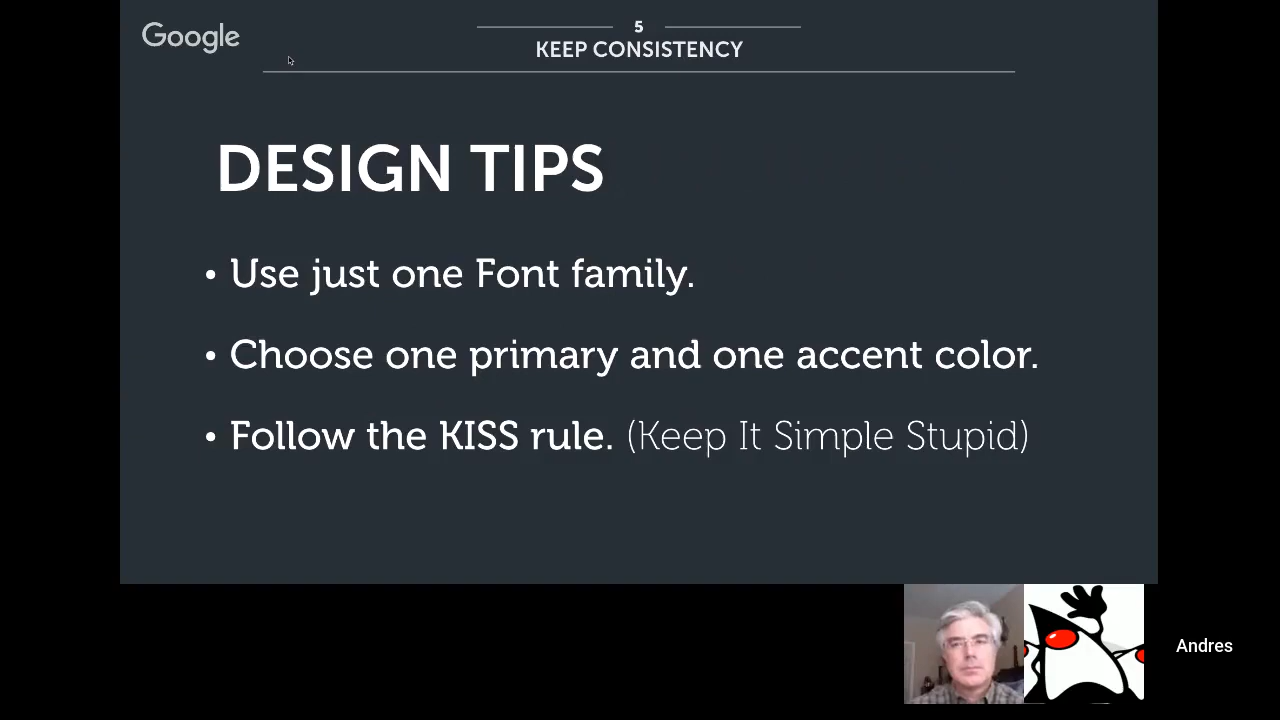 Google
5
KEEP CONSISTENCY
DESIGN TIPS
• Use just one Font family.
• Choose one primary and one accent color.
• Follow the KISS rule. (Keep It Simple Stupid)
Andres